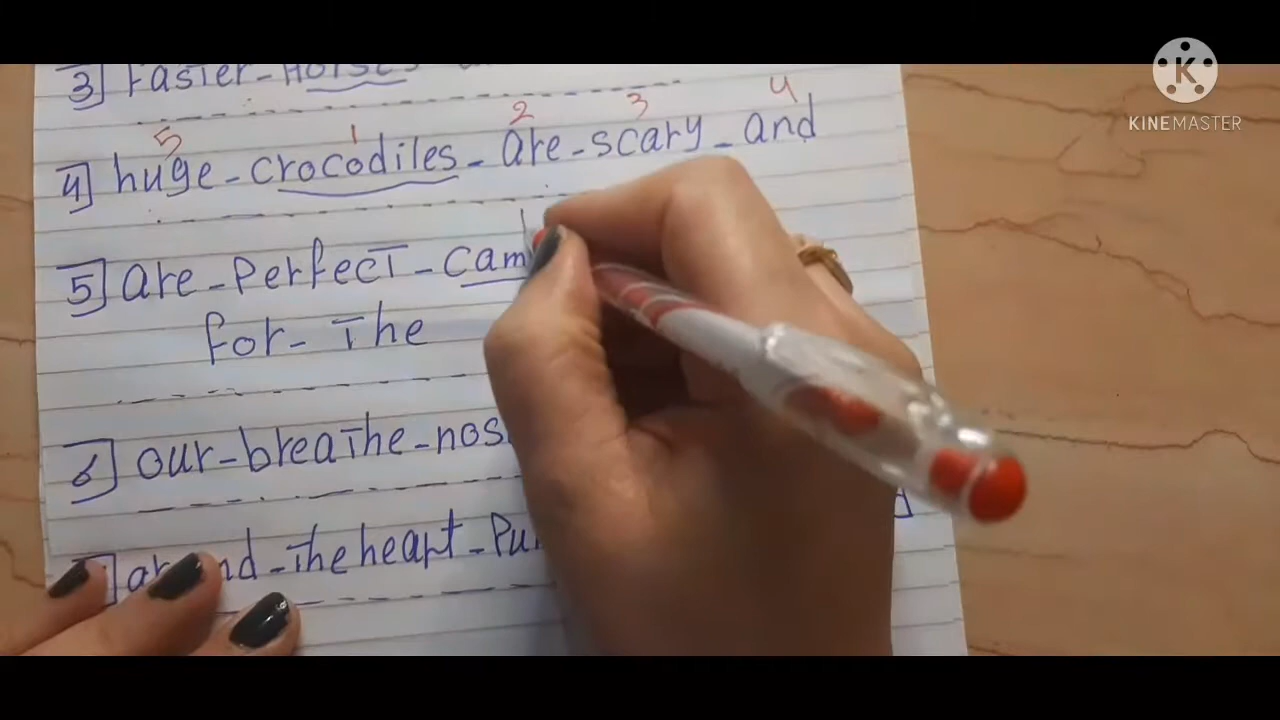 3] Faster-Horses
5 1 2 3 4
4] huge-crocodiles-are-scary-and
5] are-Perfect-cam
for-The
6] our-breathe-nos
The heart-Pu
K
KINEMASTER